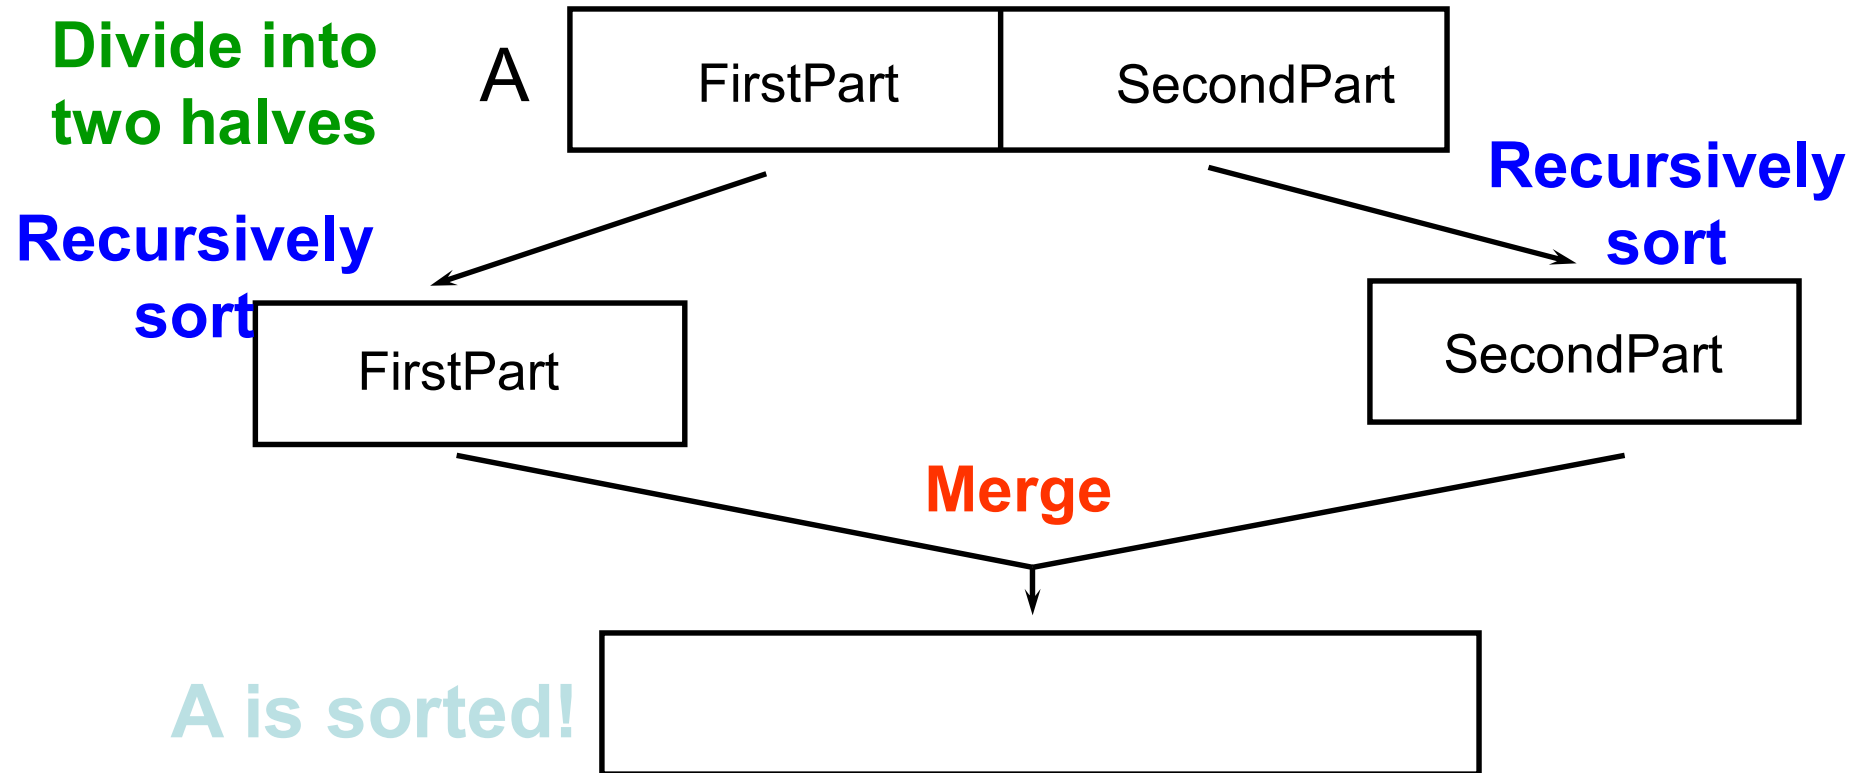 Divide into
two halves
A
FirstPart
SecondPart
Recursively
sort
Recursively
sort
FirstPart
SecondPart
Merge
A is sorted!